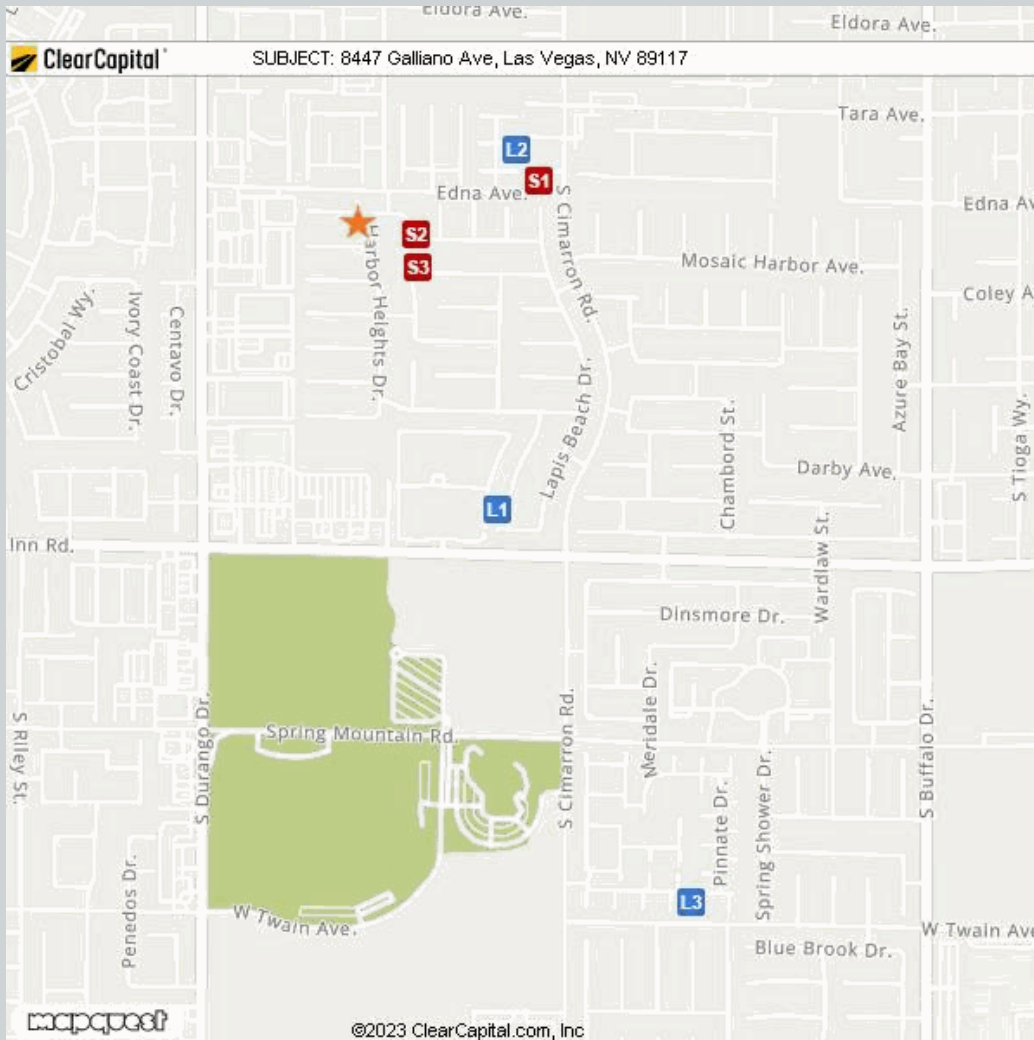 Eldora Ave.
Eldora Ave.
ClearCapital
SUBJECT: 8447 Galliano Ave, Las Vegas, NV 89117
Tara Ave.
L2
S1
Edna Ave.
Edna Av
S2
S3
Harbor Heights Dr.
S Cimarron Rd.
Mosaic Harbor Ave.
Coley A
Cristobal Wy.
Ivory Coast Dr.
Centavo Dr.
Azure Bay St.
Lapis Beach Dr.
Chambord St.
S Tioga Wy.
Darby Ave.
L1
Inn Rd.
Wardlaw St.
Dinsmore Dr.
S Riley St.
S Durango Dr.
Spring Mountain Rd.
S Cimarron Rd.
Meridale Dr.
Pinnate Dr.
Spring Shower Dr.
S Buffalo Dr.
Penedos Dr.
L3
W Twain Ave.
W Twain Ave
Blue Brook Dr.
mapquest
©2023 ClearCapital.com, Inc